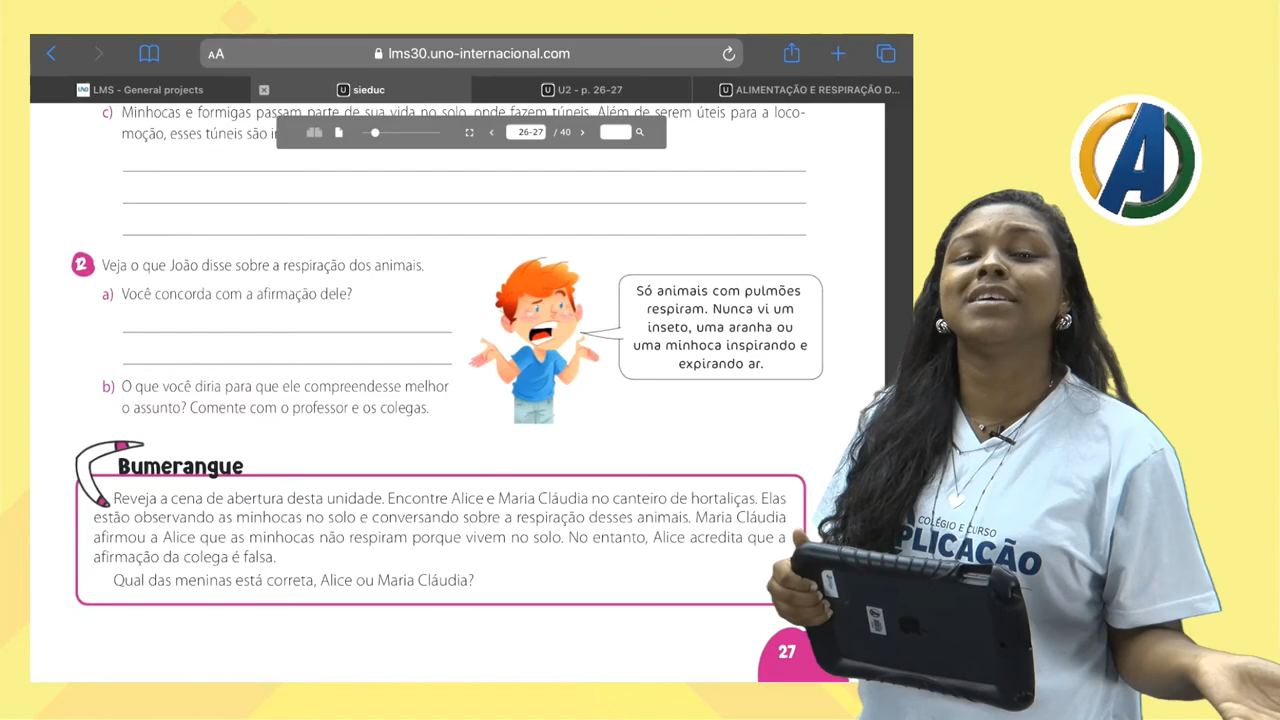 AA
lms30.uno-internacional.com
LMS - General projects
sieduc
U2 - p. 26-27
ALIMENTAÇÃO E RESPIRAÇÃO D...
c) Minhocas e formigas passam parte de sua vida no solo onde fazem túneis. Além de serem úteis para a loco-
moção, esses túneis são
26-27 / 40
12 Veja o que João disse sobre a respiração dos animais.
a) Você concorda com a afirmação dele?
Só animais com pulmões
respiram. Nunca vi um
inseto, uma aranha ou
uma minhoca inspirando e
expirando ar.
b) O que você diria para que ele compreendesse melhor
o assunto? Comente com o professor e os colegas.
Bumerangue
Reveja a cena de abertura desta unidade. Encontre Alice e Maria Cláudia no canteiro de hortaliças. Elas
estão observando as minhocas no solo e conversando sobre a respiração desses animais. Maria Cláudia
afirmou a Alice que as minhocas não respiram porque vivem no solo. No entanto, Alice acredita que a
afirmação da colega é falsa.
Qual das meninas está correta, Alice ou Maria Cláudia?
27
A
COLÉGIO E CURSO
PLICAÇÃO